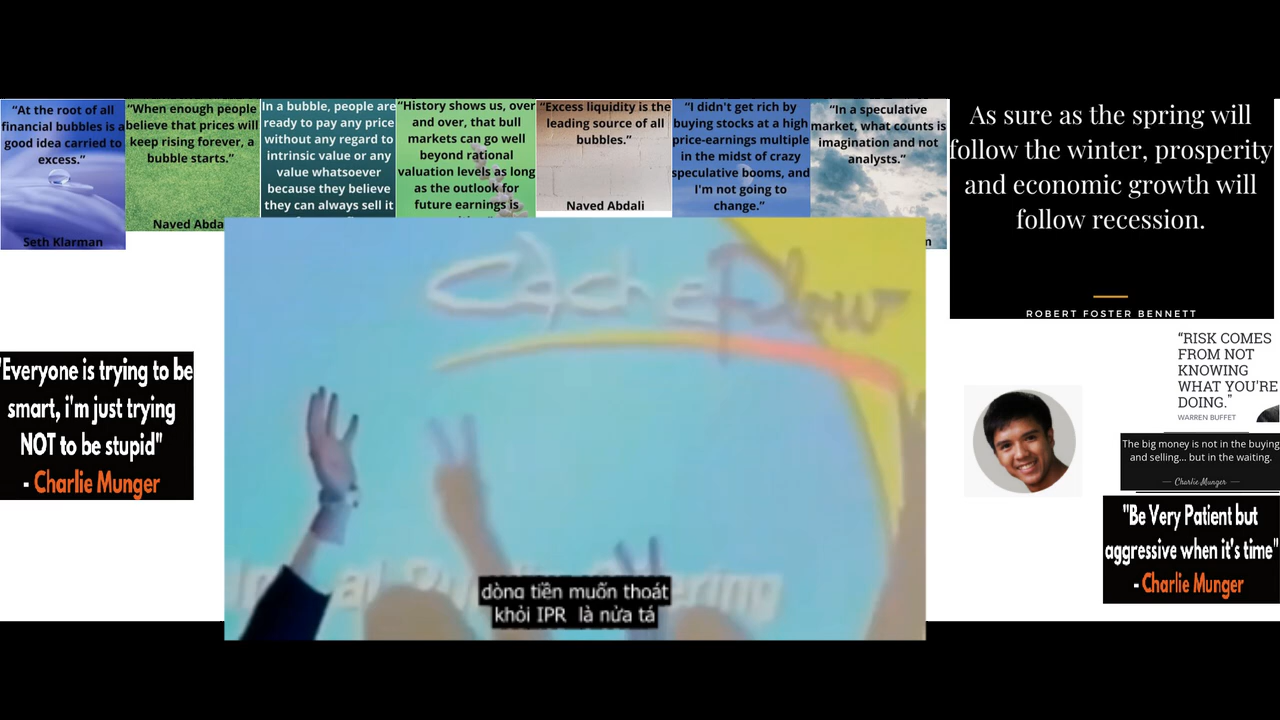 “At the root of all
financial bubbles is a
good idea carried to
excess.”
Seth Klarman
“When enough people
believe that prices will
keep rising forever, a
bubble starts.”
Naved Abda
In a bubble, people are
ready to pay any price
without any regard to
intrinsic value or any
value whatsoever
because they believe
they can always sell it
“History shows us, over
and over, that bull
markets can go well
beyond rational
valuation levels as long
as the outlook for
future earnings is
“Excess liquidity is the
leading source of all
bubbles.”
Naved Abdali
“I didn't get rich by
buying stocks at a high
price-earnings multiple
in the midst of crazy
speculative booms, and
I'm not going to
change.”
“In a speculative
market, what counts is
imagination and not
analysts.”
m
As sure as the spring will
follow the winter, prosperity
and economic growth will
follow recession.
ROBERT FOSTER BENNETT
"Everyone is trying to be
smart, i'm just trying
NOT to be stupid"
- Charlie Munger
CacheFlow
Offering
dòng tiền muốn thoát
khỏi IPR là nửa tá
“RISK COMES
FROM NOT
KNOWING
WHAT YOU'RE
DOING.”
WARREN BUFFET
The big money is not in the buying
and selling... but in the waiting.
— Charlie Munger —
"Be Very Patient but
aggressive when it's time"
- Charlie Munger